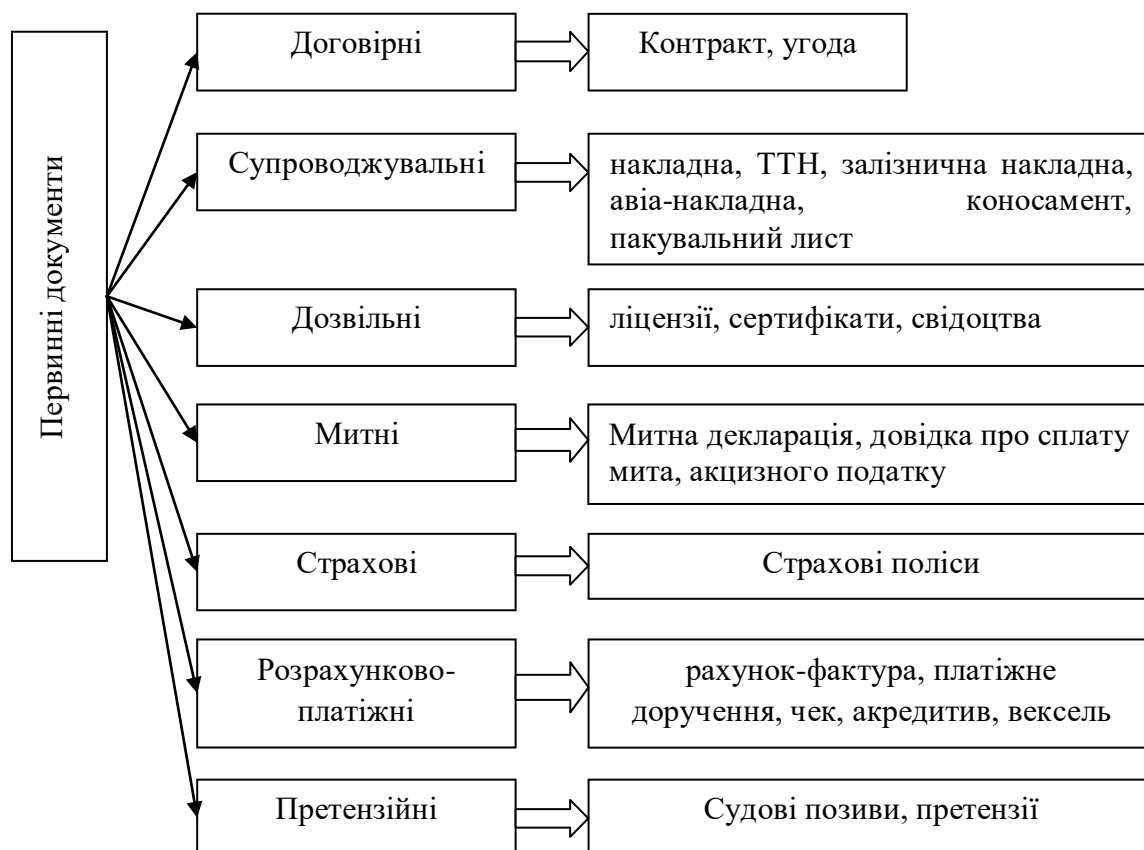 Первинні документи
Договірні
Контракт, угода
Супроводжувальні
накладна, ТТН, залізнична накладна,
авіа-накладна, коносамент,
пакувальний лист
Дозвільні
ліцензії, сертифікати, свідоцтва
Митні
Митна декларація, довідка про сплату
мита, акцизного податку
Страхові
Страхові поліси
Розрахунково-
платіжні
рахунок-фактура, платіжне
доручення, чек, акредитив, вексель
Претензійні
Судові позиви, претензії